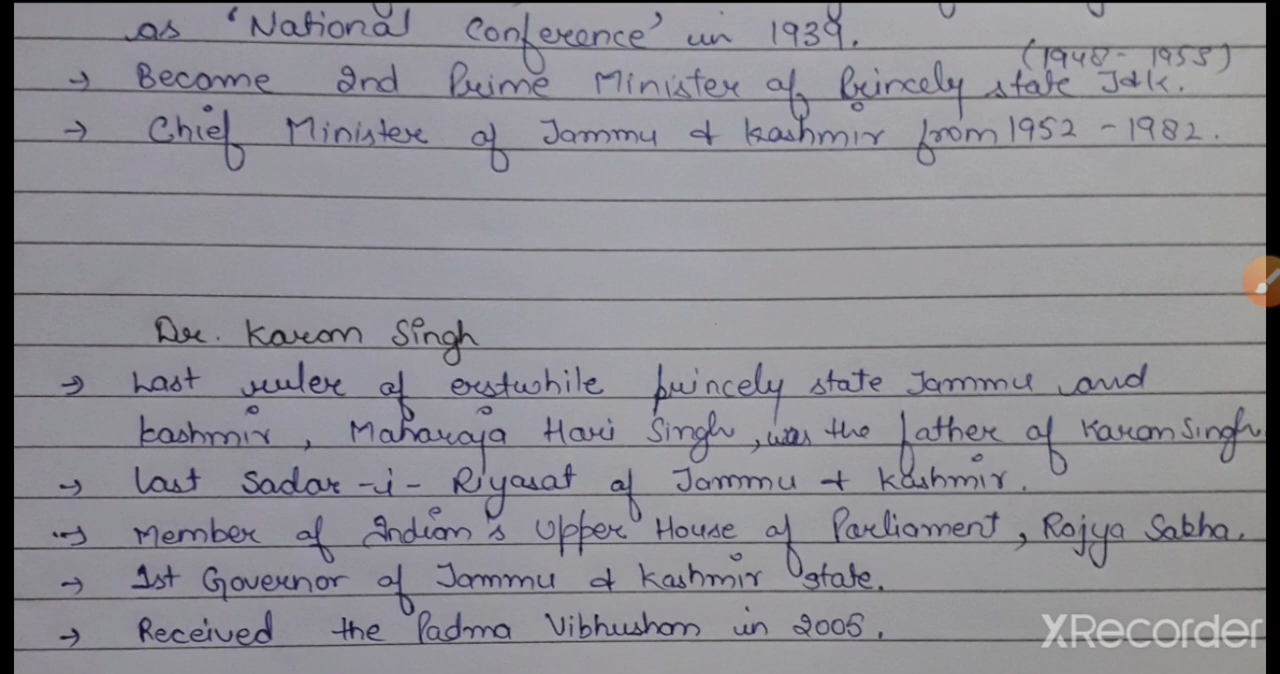 as 'National Conference' in 1939.
(1948 - 1953)
→ Become 2nd Prime Minister of Princely state J&K.
→ Chief Minister of Jammu & Kashmir from 1952 - 1982.
Dr. Karan Singh
→ Last ruler of erstwhile princely state Jammu and
Kashmir, Maharaja Hari Singh, was the father of Karan Singh
→ Last Sadar-i-Riyasat of Jammu & Kashmir.
→ Member of Indian's Upper House of Parliament, Rajya Sabha.
→ 1st Governor of Jammu & Kashmir state.
→ Received the Padma Vibhushan in 2005.
XRecorder